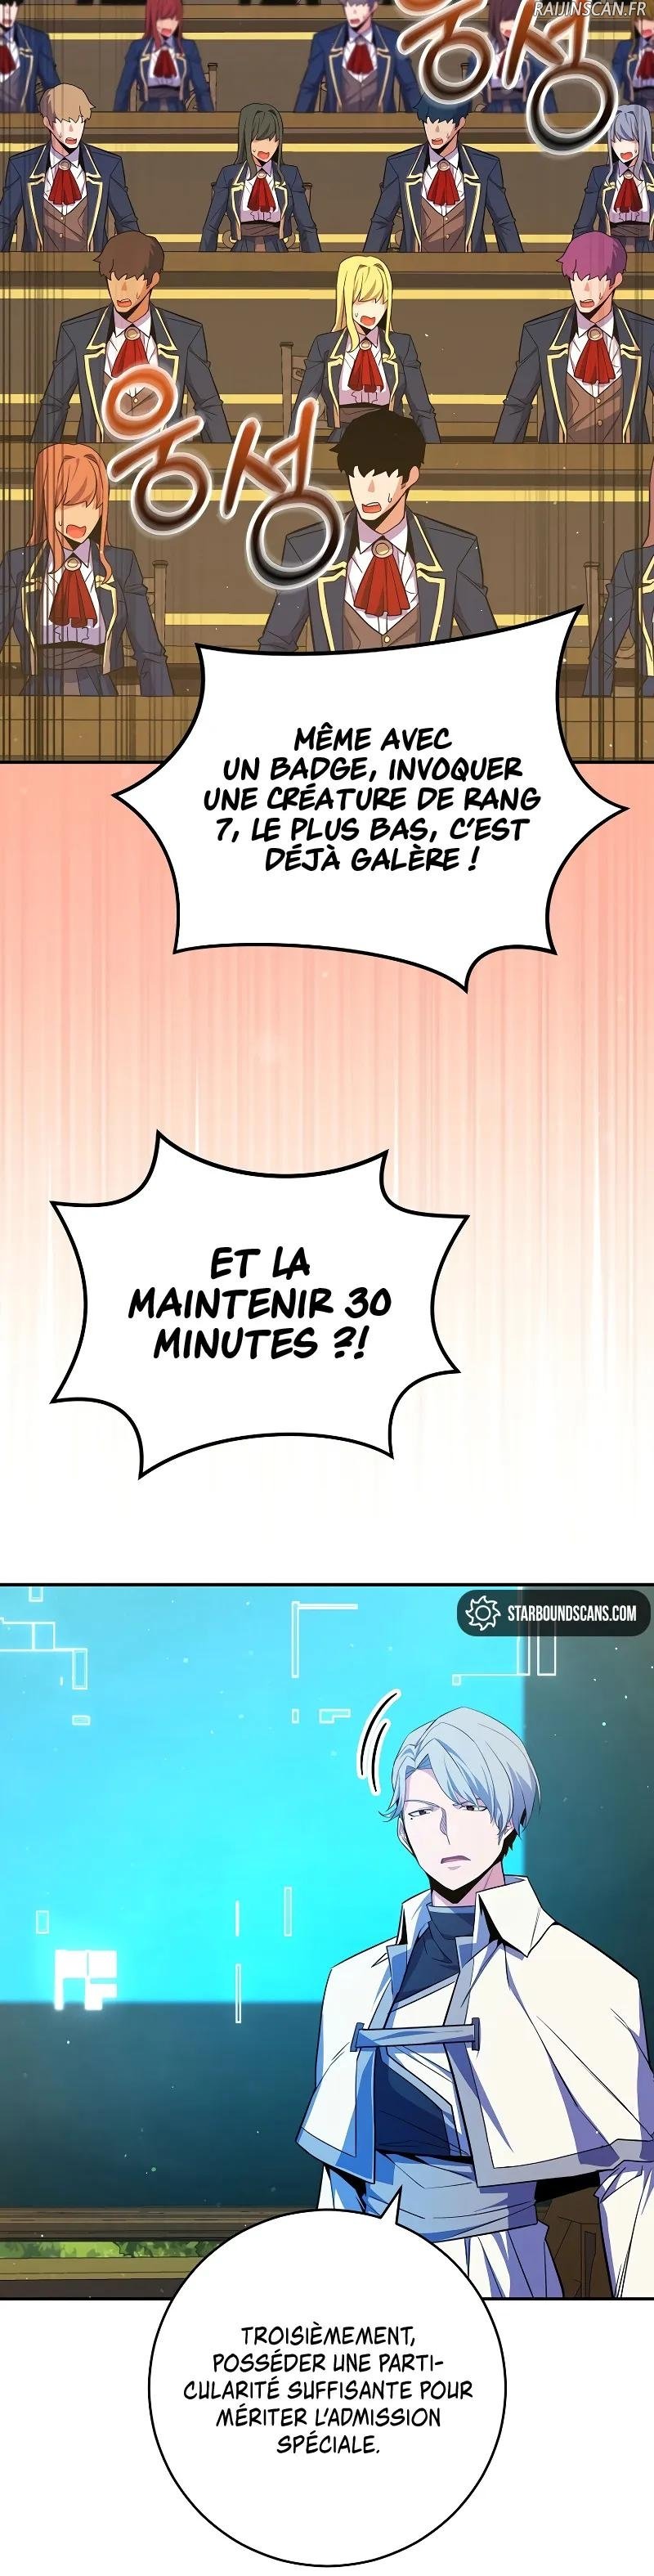 RAIJINSCAN.FR
웅성
웅성
MÊME AVEC
UN BADGE, INVOQUER
UNE CRÉATURE DE RANG
7, LE PLUS BAS, C'EST
DÉJÀ GALÈRE !
ET LA
MAINTENIR 30
MINUTES ?!
STARBOUNDSCANS.COM
TROISIÈMEMENT,
POSSÉDER UNE PARTI-
CULARITÉ SUFFISANTE POUR
MÉRITER L'ADMISSION
SPÉCIALE.